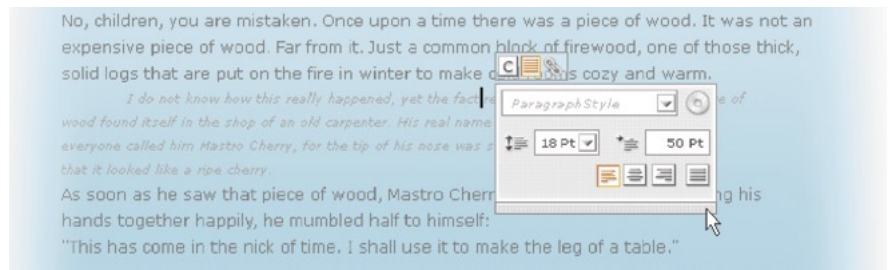 No, children, you are mistaken. Once upon a time there was a piece of wood. It was not an
expensive piece of wood. Far from it. Just a common block of firewood, one of those thick,
solid logs that are put on the fire in winter to make cozy and warm.
I do not know how this really happened, yet the fact of
wood found itself in the shop of an old carpenter. His real name
everyone called him Mastro Cherry, for the tip of his nose was
that it looked like a ripe cherry.
As soon as he saw that piece of wood, Mastro his
hands together happily, he mumbled half to himself:
"This has come in the nick of time. I shall use it to make the leg of a table."
C
ParagraphStyle
18 Pt 50 Pt